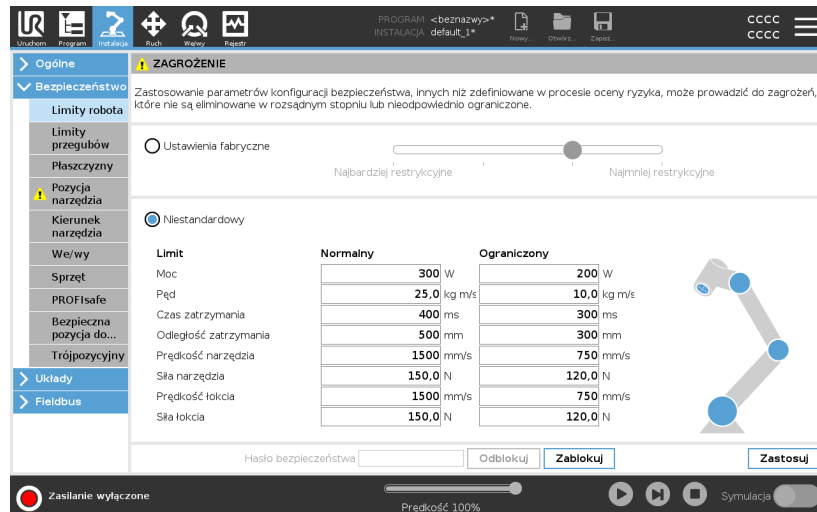 PROGRAM <beznazwy>*
INSTALACJA default_1*
Uruchom Program Instalacja Ruch We/wy Rejestr
Nowy... Otwórz... Zapisz...
cccc
cccc
Ogólne
Bezpieczeństwo
Limity robota
Limity
przegubów
Płaszczyzny
Pozycja
narzędzia
Kierunek
narzędzia
We/wy
Sprzęt
PROFIsafe
Bezpieczna
pozycja do...
Trójpozycyjny
Układy
Fieldbus
ZAGROŻENIE
Zastosowanie parametrów konfiguracji bezpieczeństwa, innych niż zdefiniowane w procesie oceny ryzyka, może prowadzić do zagrożeń,
które nie są eliminowane w rozsądnym stopniu lub nieodpowiednio ograniczone.
Ustawienia fabryczne
Najbardziej restrykcyjne Najmniej restrykcyjne
Niestandardowy
Limit Normalny Ograniczony
Moc 300 W 200 W
Pęd 25,0 kg m/s 10,0 kg m/s
Czas zatrzymania 400 ms 300 ms
Odległość zatrzymania 500 mm 300 mm
Prędkość narzędzia 1500 mm/s 750 mm/s
Siła narzędzia 150,0 N 120,0 N
Prędkość łokcia 1500 mm/s 750 mm/s
Siła łokcia 150,0 N 120,0 N
Hasło bezpieczeństwa Odblokuj Zablokuj Zastosuj
Zasilanie wyłączone
Prędkość 100%
Symulacja